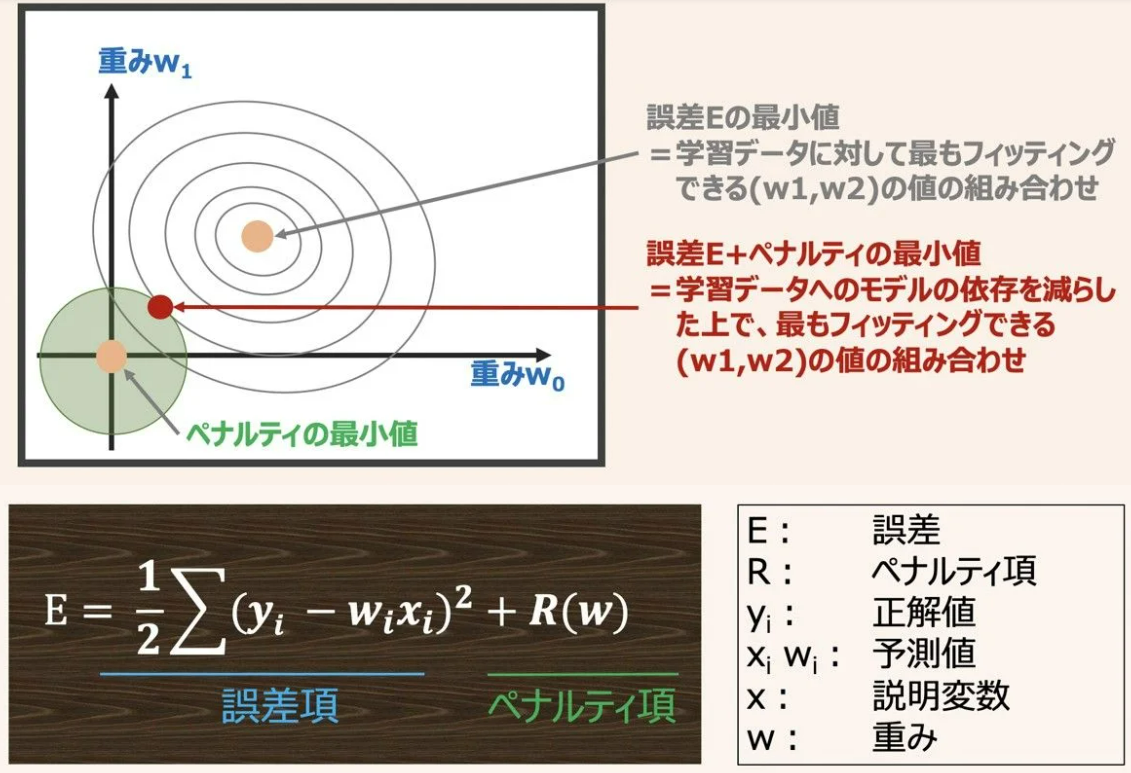 重みw₁
誤差Eの最小値
＝学習データに対して最もフィッティング
できる(w1,w2)の値の組み合わせ
誤差E+ペナルティの最小値
＝学習データへのモデルの依存を減らし
た上で、最もフィッティングできる
(w1,w2)の値の組み合わせ
重みw₀
ペナルティの最小値
E = 1/2 ∑(yᵢ − wᵢxᵢ)² + R(w)
誤差項 ペナルティ項
E： 誤差
R： ペナルティ項
yᵢ： 正解値
xᵢ wᵢ： 予測値
x： 説明変数
w： 重み